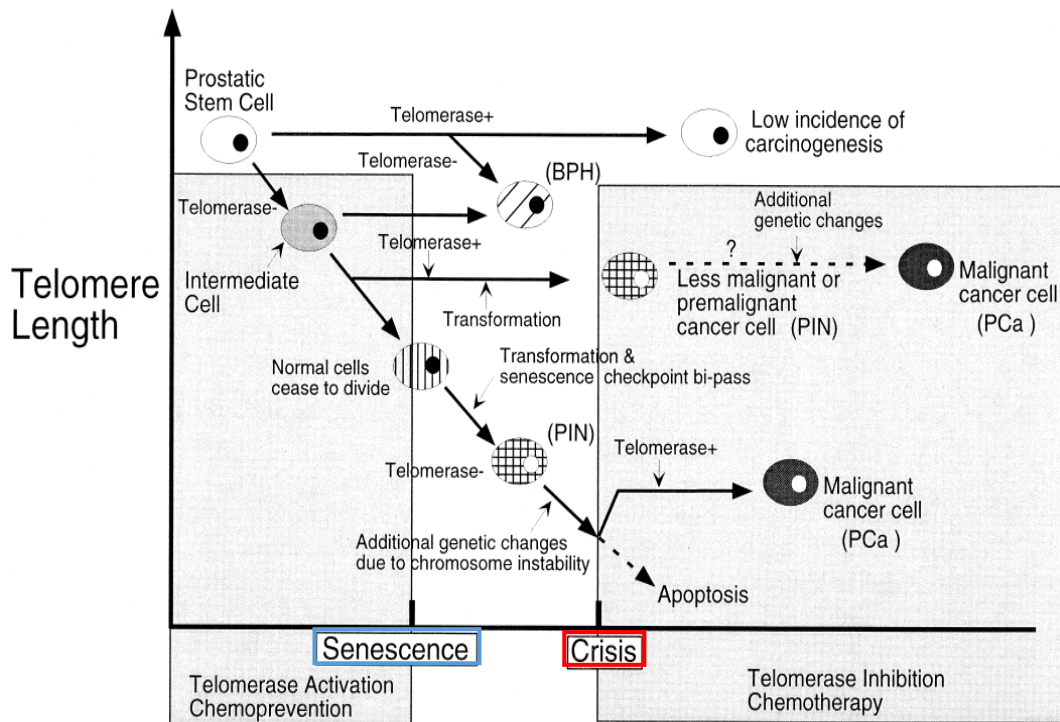 Prostatic
Stem Cell
Telomerase+
Low incidence of
carcinogenesis
Telomerase-
(BPH)
Telomerase-
Telomerase+
Additional
genetic changes
?
Telomere
Length
Intermediate
Cell
Transformation
Less malignant or
premalignant
cancer cell (PIN)
Malignant
cancer cell
(PCa )
Normal cells
cease to divide
Transformation &
senescence checkpoint bi-pass
(PIN)
Telomerase-
Telomerase+
Malignant
cancer cell
(PCa )
Additional genetic changes
due to chromosome instability
Apoptosis
Senescence
Crisis
Telomerase Activation
Chemoprevention
Telomerase Inhibition
Chemotherapy